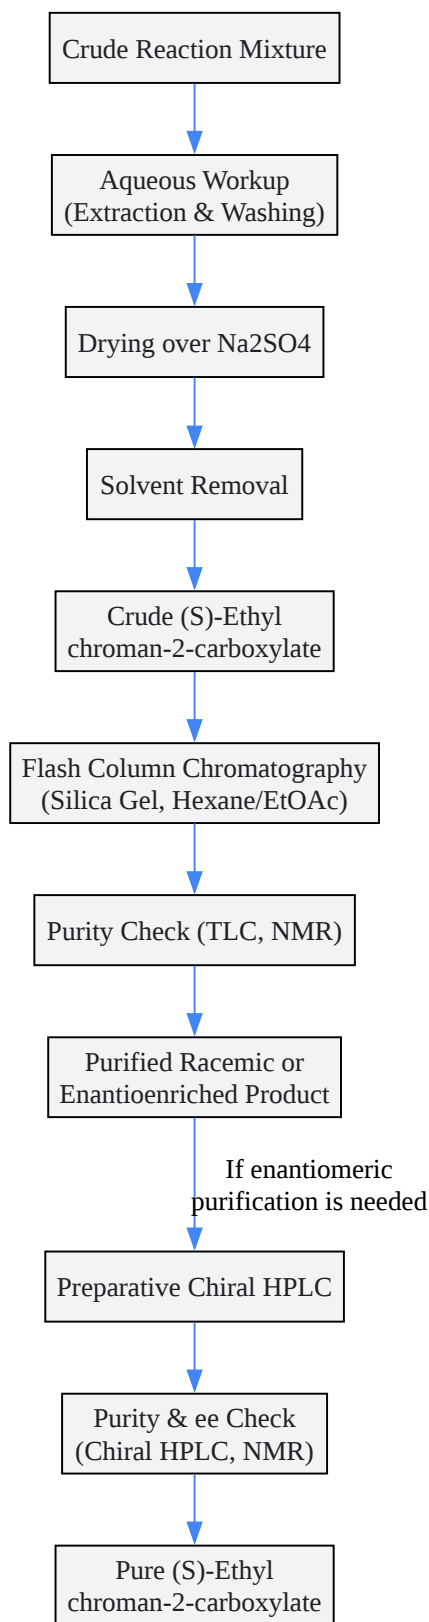 Crude Reaction Mixture
Aqueous Workup
(Extraction & Washing)
Drying over Na2SO4
Solvent Removal
Crude (S)-Ethyl
chroman-2-carboxylate
Flash Column Chromatography
(Silica Gel, Hexane/EtOAc)
Purity Check (TLC, NMR)
Purified Racemic or
Enantioenriched Product
If enantiomeric
purification is needed
Preparative Chiral HPLC
Purity & ee Check
(Chiral HPLC, NMR)
Pure (S)-Ethyl
chroman-2-carboxylate